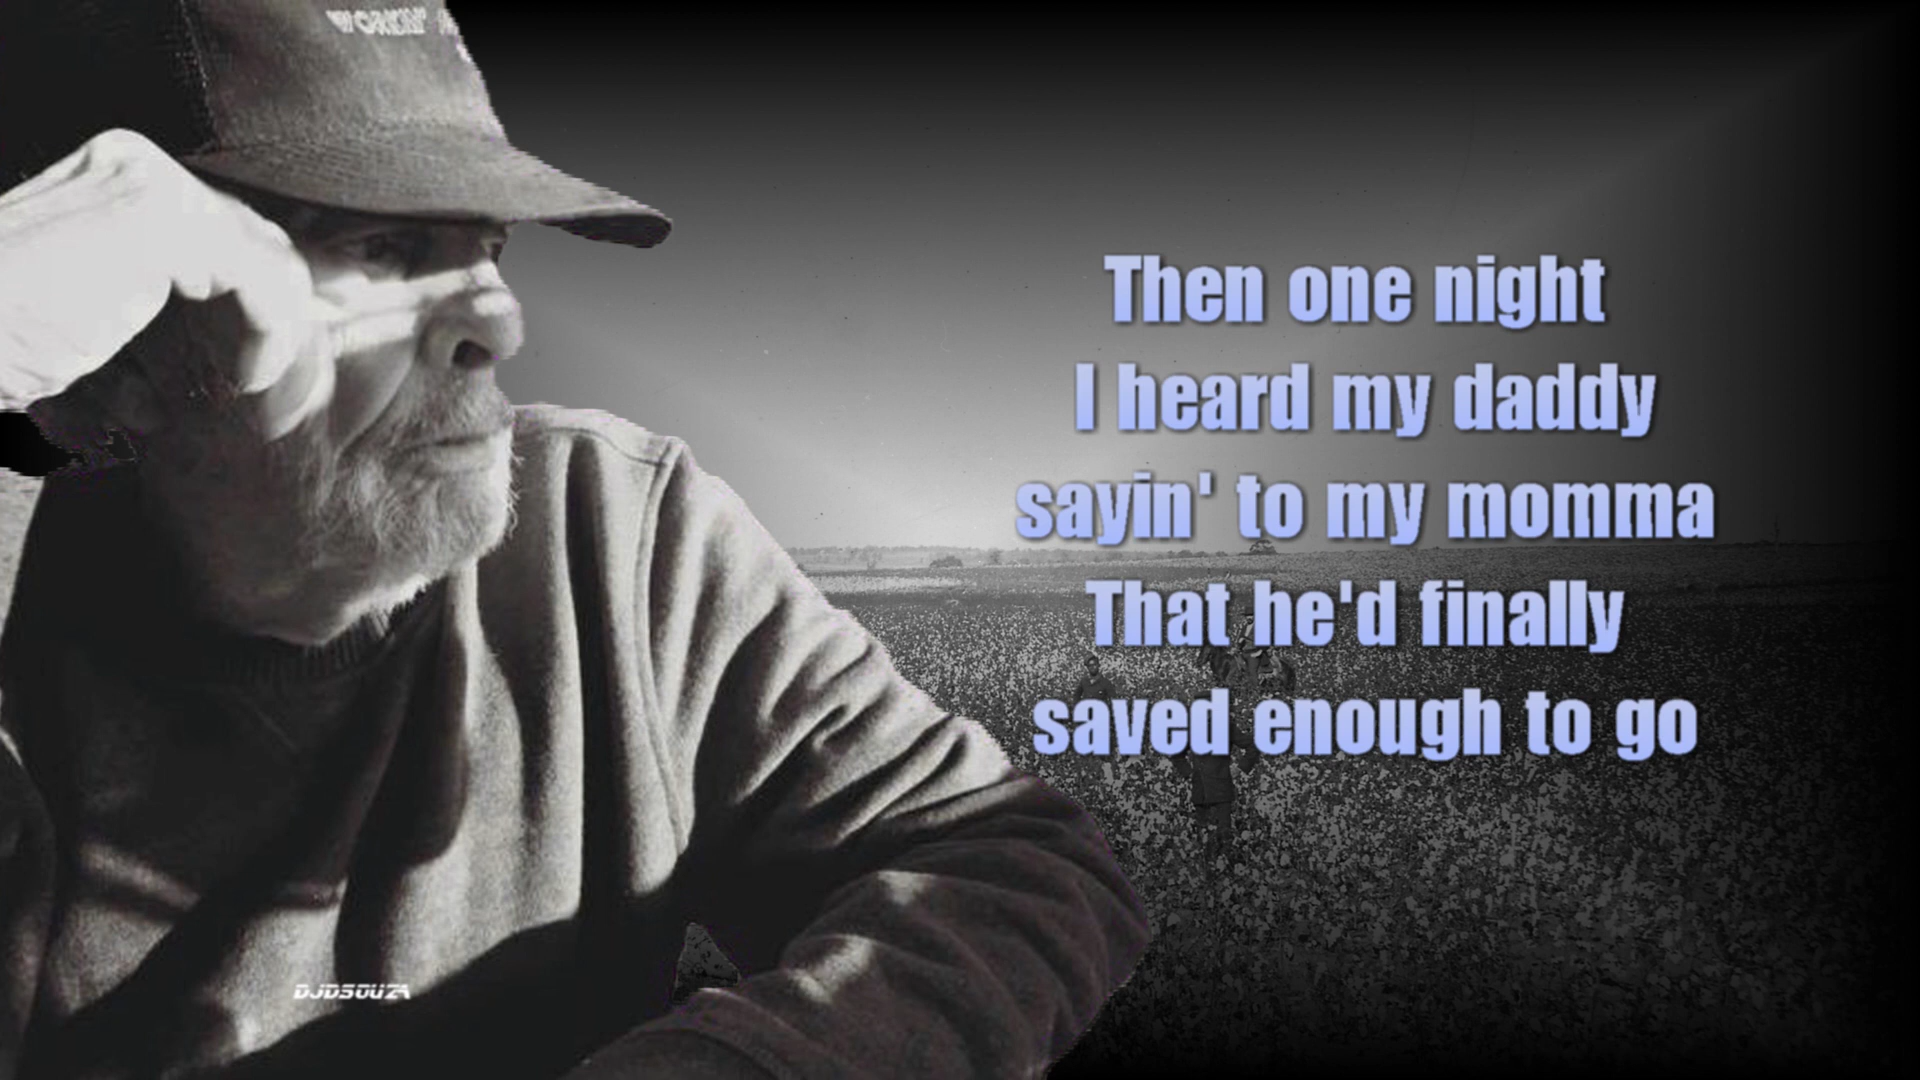 Then one night
I heard my daddy
sayin' to my momma
That he'd finally
saved enough to go
DJDSOUZA